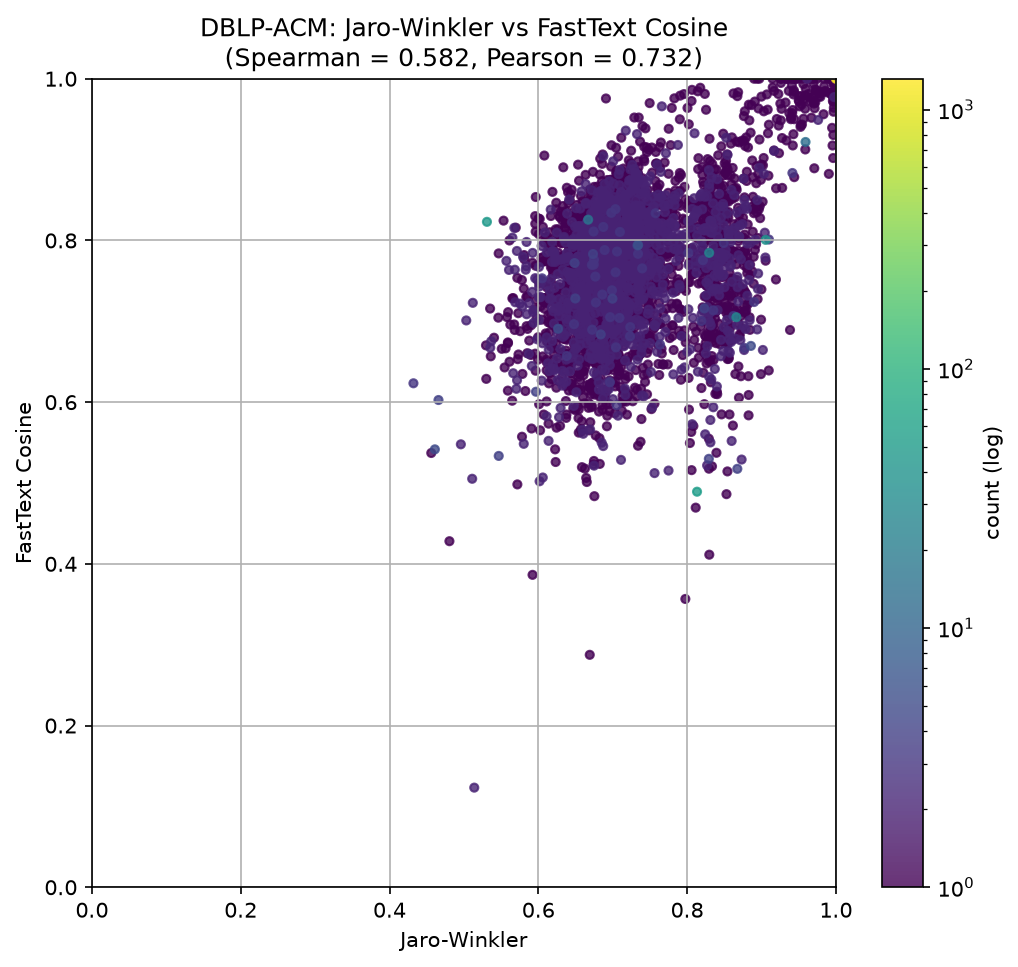 DBLP-ACM: Jaro-Winkler vs FastText Cosine
(Spearman = 0.582, Pearson = 0.732)
1.0
0.8
0.6
0.4
0.2
0.0
FastText Cosine
0.0 0.2 0.4 0.6 0.8 1.0
Jaro-Winkler
10³
10²
10¹
10⁰
count (log)